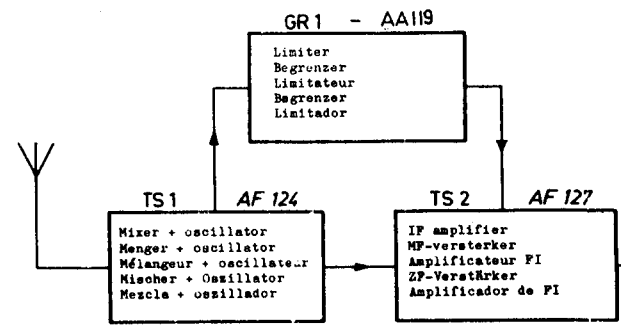 GR 1 - AA119
Limiter
Begrenzer
Limitateur
Begrenzer
Limitador
TS 1 AF 124
Mixer + oscillator
Menger + oscillator
Mélangeur + oscillateur
Mischer + Oszillator
Mezcla + oszillador
TS 2 AF 127
IF amplifier
MF-versterker
Amplificateur FI
ZF-Verstärker
Amplificador de FI